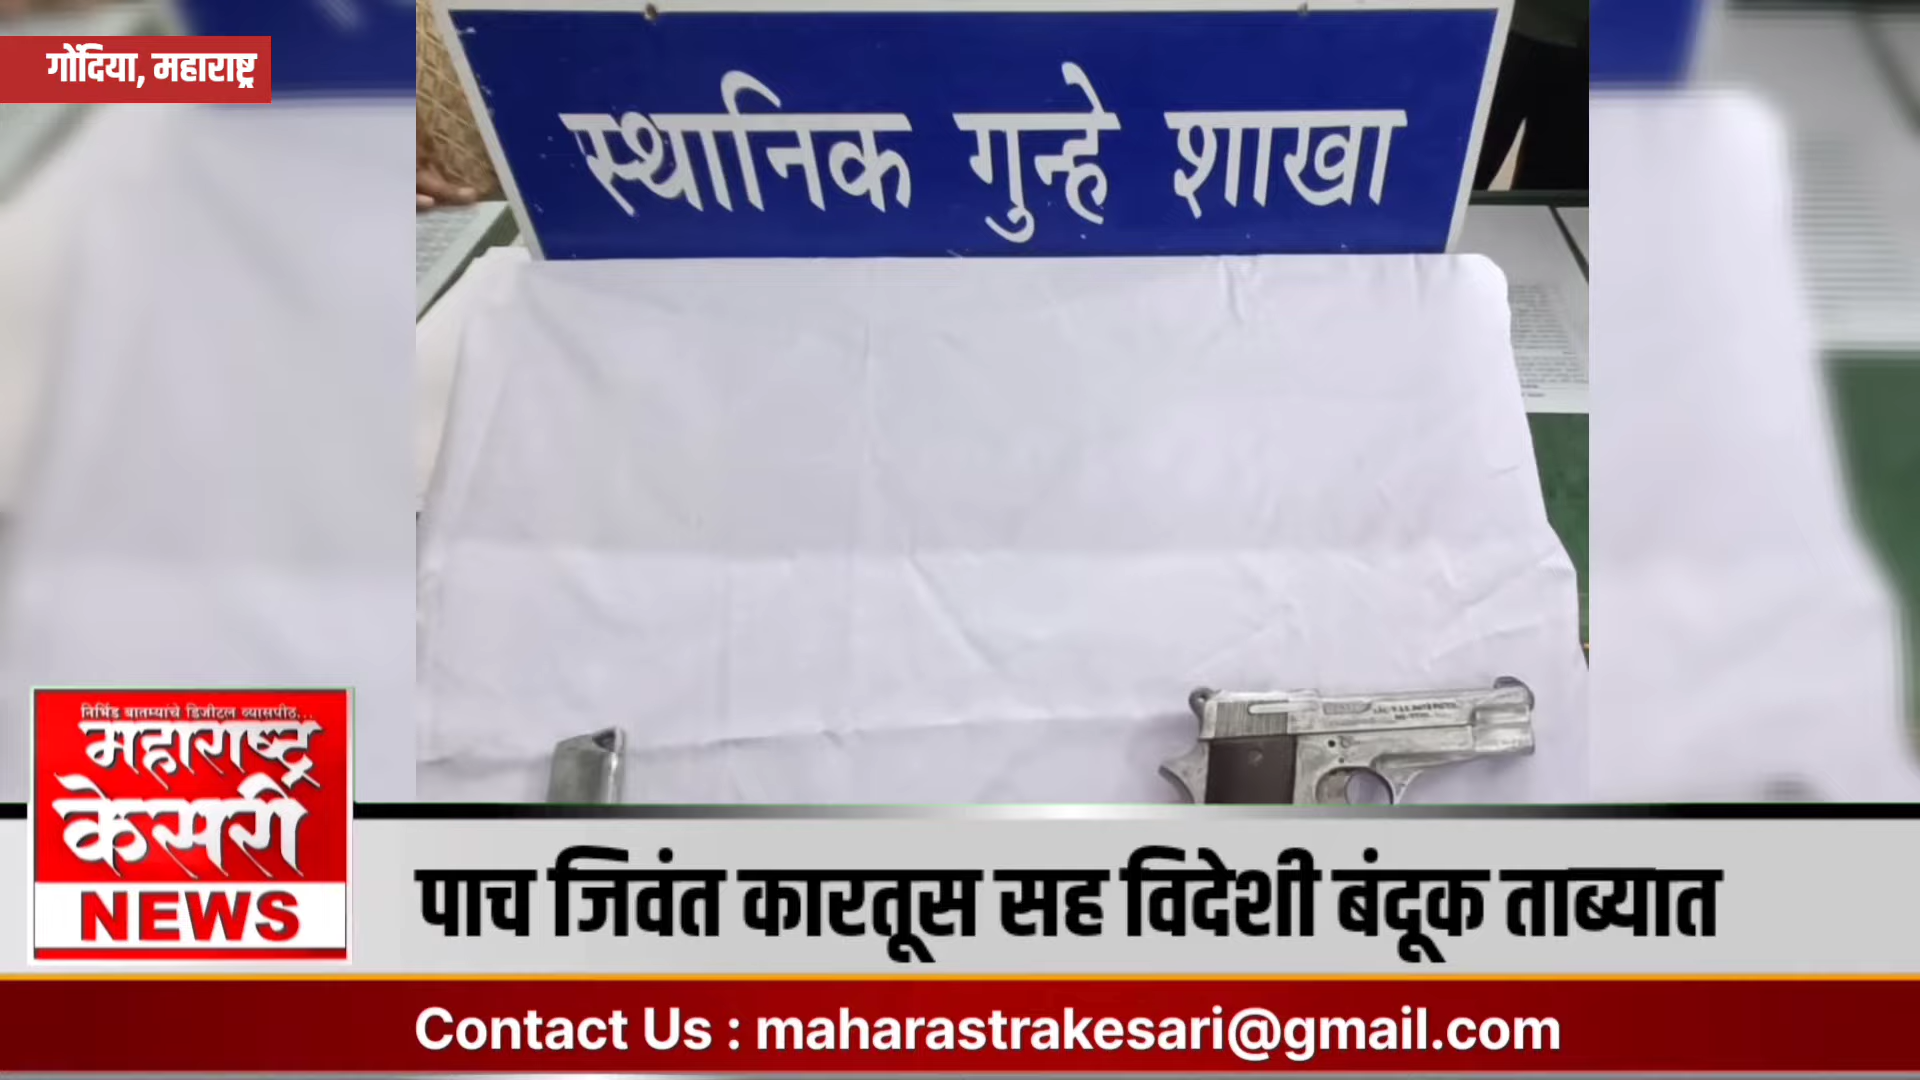 गोंदिया, महाराष्ट्र
स्थानिक गुन्हे शाखा
निर्भिड बातम्यांचे डिजीटल व्यासपीठ...
महाराष्ट्र
केसरी
NEWS
पाच जिवंत कारतूस सह विदेशी बंदूक ताब्यात
Contact Us : maharastrakesari@gmail.com